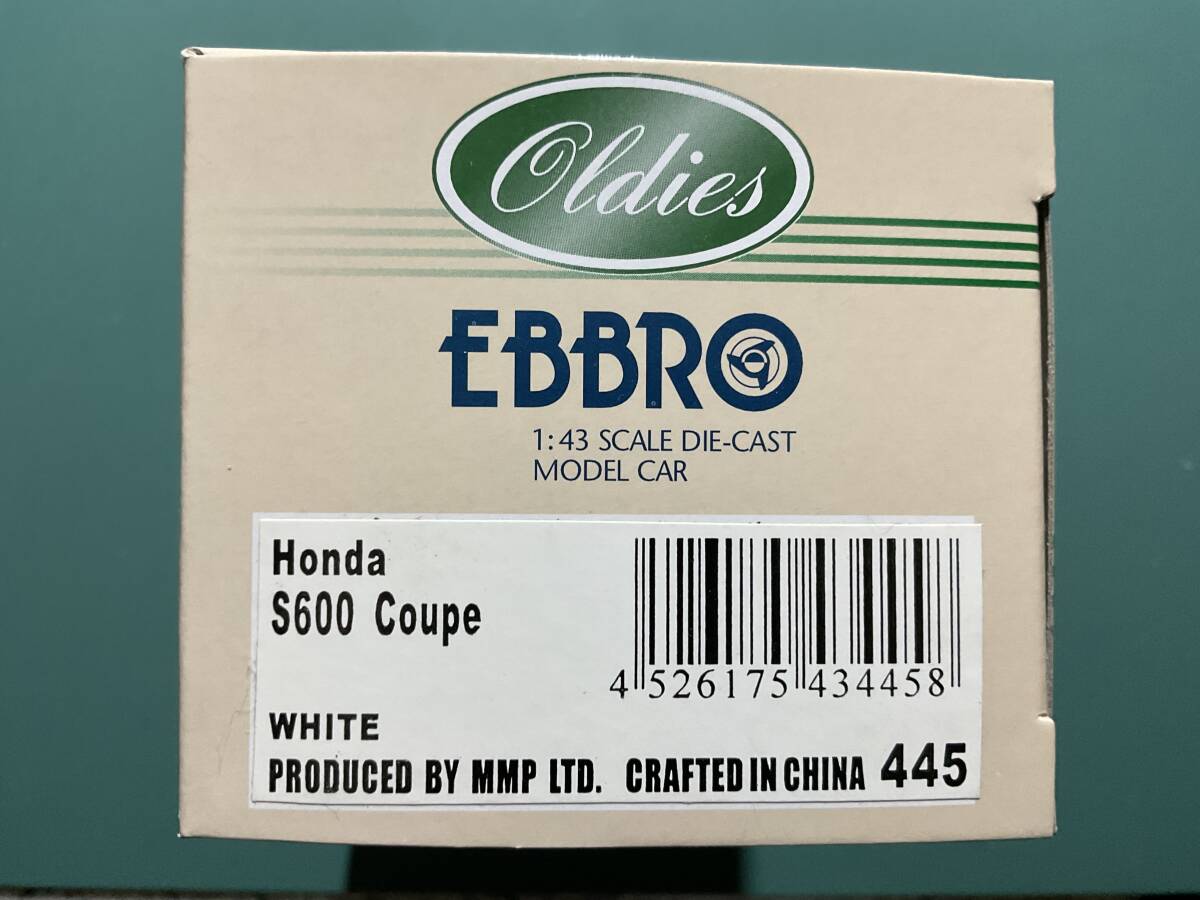 Oldies
EBBRO
1:43 SCALE DIE-CAST
MODEL CAR
Honda
S600 Coupe
4 526175 434458
WHITE
PRODUCED BY MMP LTD. CRAFTED IN CHINA 445